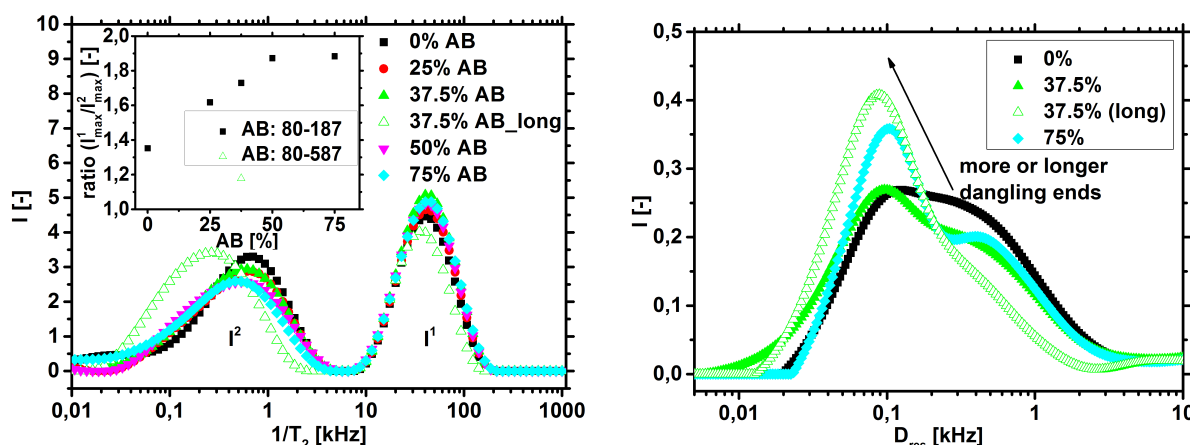 10
9
8
7
6
5
4
3
2
1
0
I [-]
0,01 0,1 1 10 100 1000
1/T2 [kHz]
0% AB
25% AB
37.5% AB
37.5% AB_long
50% AB
75% AB
I²
I¹
2,0
1,8
1,6
1,4
1,2
1,0
ratio (I¹max/I²max) [-]
0 25 50 75
AB [%]
AB: 80-187
AB: 80-587
0,5
0,4
0,3
0,2
0,1
0,0
I [-]
0,01 0,1 1 10
Dres [kHz]
0%
37.5%
37.5% (long)
75%
more or longer
dangling ends